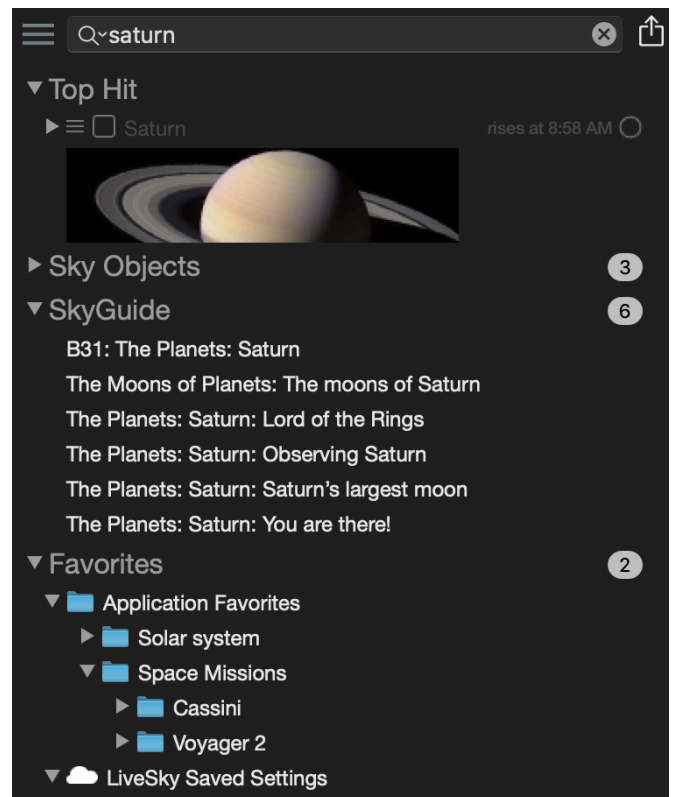 saturn
Top Hit
Saturn rises at 8:58 AM
Sky Objects 3
SkyGuide 6
B31: The Planets: Saturn
The Moons of Planets: The moons of Saturn
The Planets: Saturn: Lord of the Rings
The Planets: Saturn: Observing Saturn
The Planets: Saturn: Saturn’s largest moon
The Planets: Saturn: You are there!
Favorites 2
Application Favorites
Solar system
Space Missions
Cassini
Voyager 2
LiveSky Saved Settings